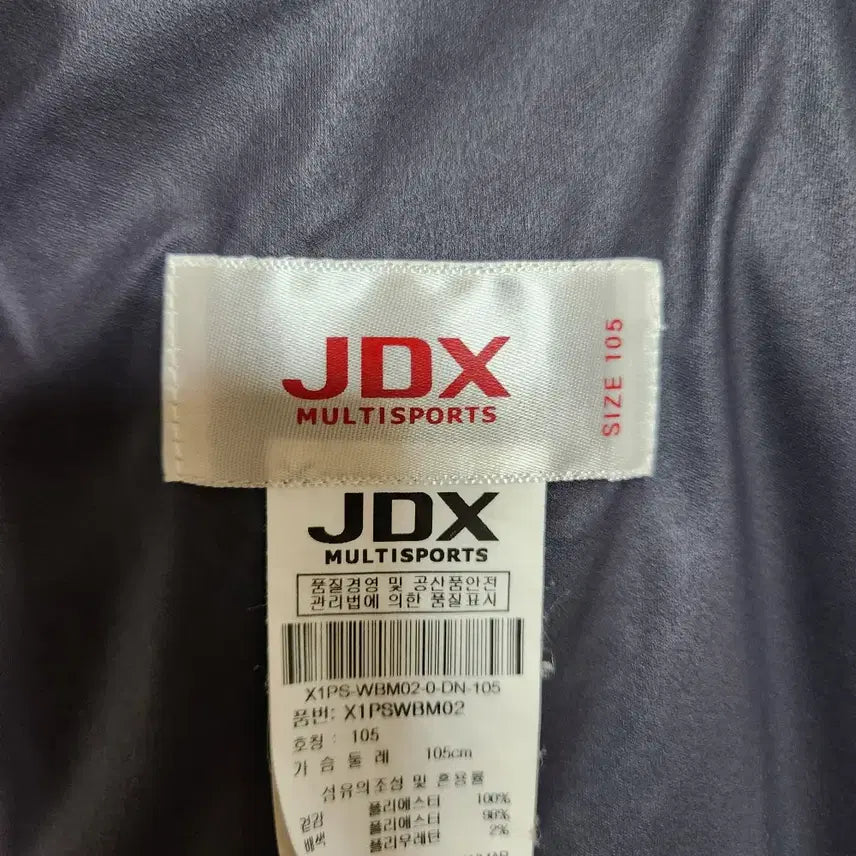 JDX
MULTISPORTS
SIZE 105
JDX
MULTISPORTS
품질경영 및 공산품안전
관리법에 의한 품질표시
X1PS-WBM02-0-DN-105
품번: X1PSWBM02
호칭 : 105
가 슴 둘 레 105cm
섬유의조성 및 혼용률
겉감 폴리에스터 100%
배색 폴리에스터 98%
폴리우레탄 2%